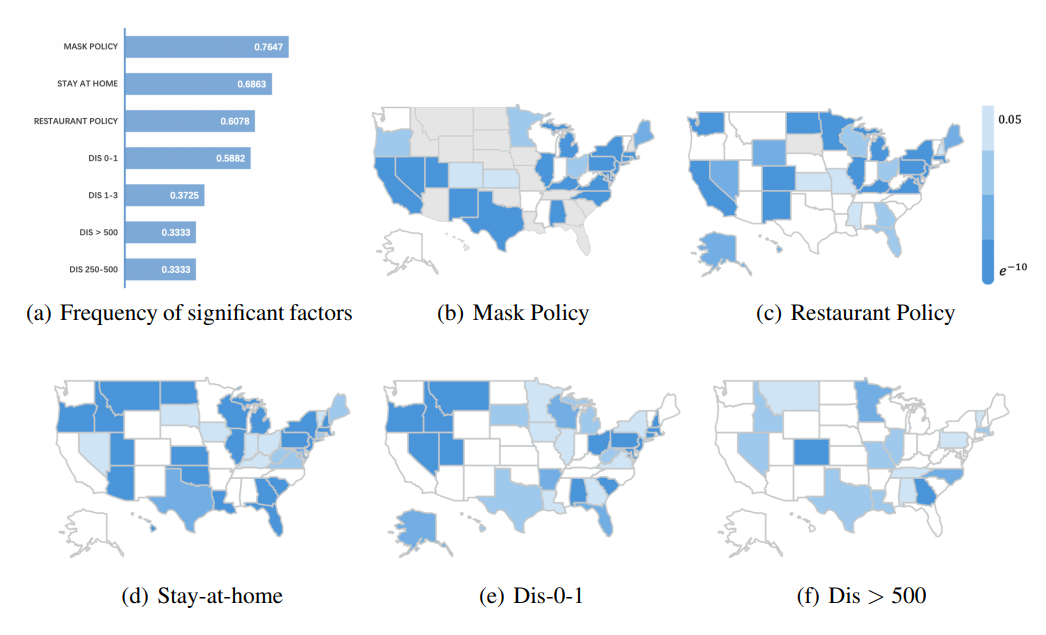 MASK POLICY 0.7647
STAY AT HOME 0.6863
RESTAURANT POLICY 0.6078
DIS 0-1 0.5882
DIS 1-3 0.3725
DIS > 500 0.3333
DIS 250-500 0.3333
0.05
e⁻¹⁰
(a) Frequency of significant factors
(b) Mask Policy
(c) Restaurant Policy
(d) Stay-at-home
(e) Dis-0-1
(f) Dis > 500